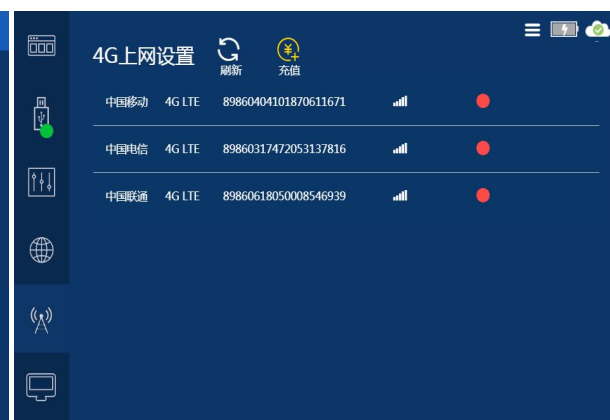 4G上网设置
刷新
充值
中国移动 4G LTE 89860404101870611671
中国电信 4G LTE 89860317472053137816
中国联通 4G LTE 89860618050008546939